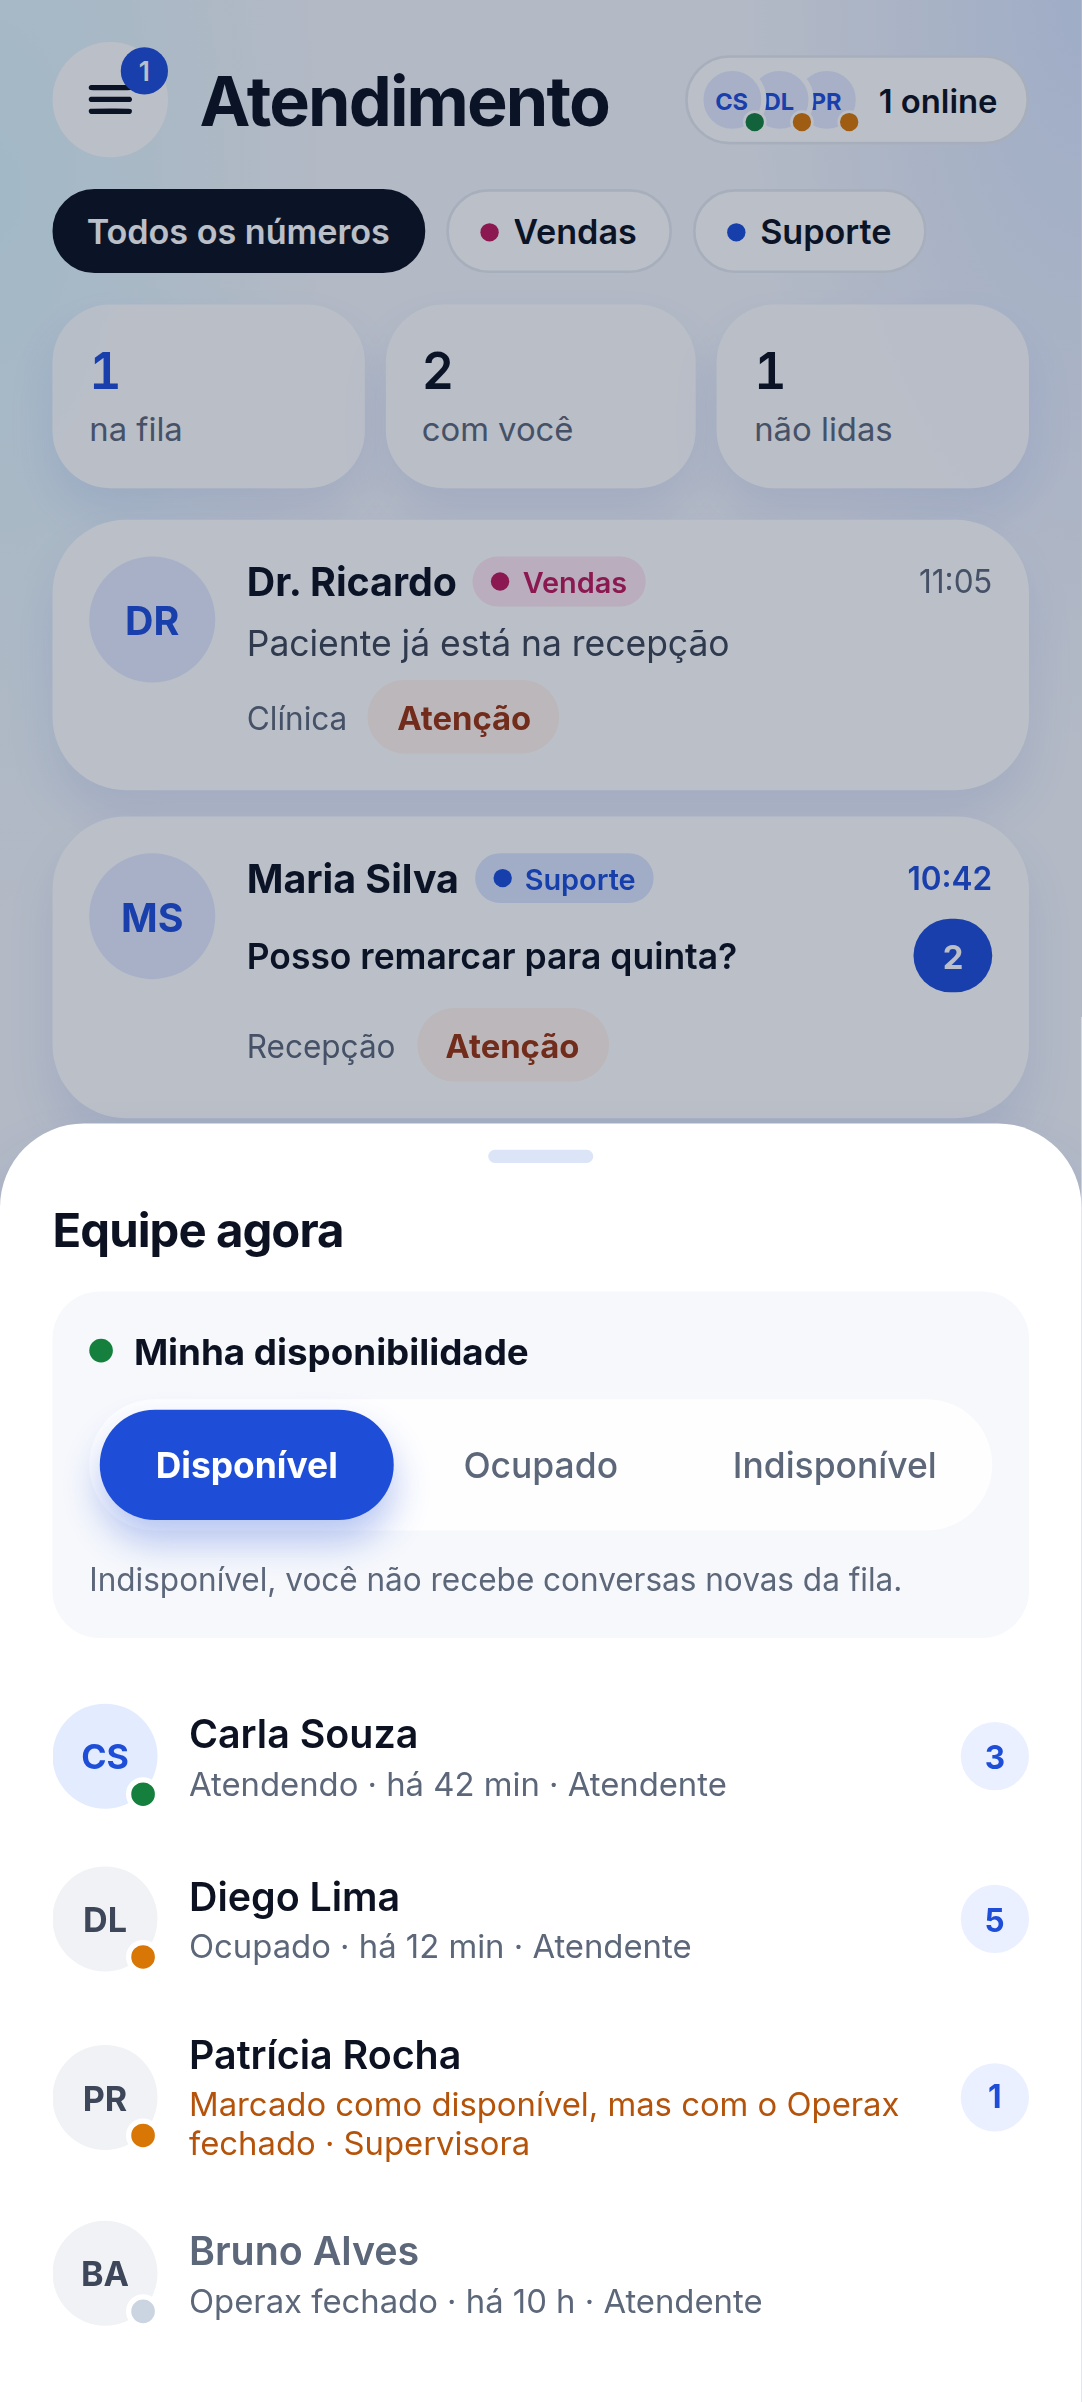 1
Atendimento
CS DL PR 1 online
Todos os números
Vendas
Suporte
1
na fila
2
com você
1
não lidas
DR
Dr. Ricardo
Vendas
11:05
Paciente já está na recepção
Clínica
Atenção
MS
Maria Silva
Suporte
10:42
Posso remarcar para quinta?
2
Recepção
Atenção
Equipe agora
Minha disponibilidade
Disponível
Ocupado
Indisponível
Indisponível, você não recebe conversas novas da fila.
CS
Carla Souza
Atendendo · há 42 min · Atendente
3
DL
Diego Lima
Ocupado · há 12 min · Atendente
5
PR
Patrícia Rocha
Marcado como disponível, mas com o Operax
fechado · Supervisora
1
BA
Bruno Alves
Operax fechado · há 10 h · Atendente